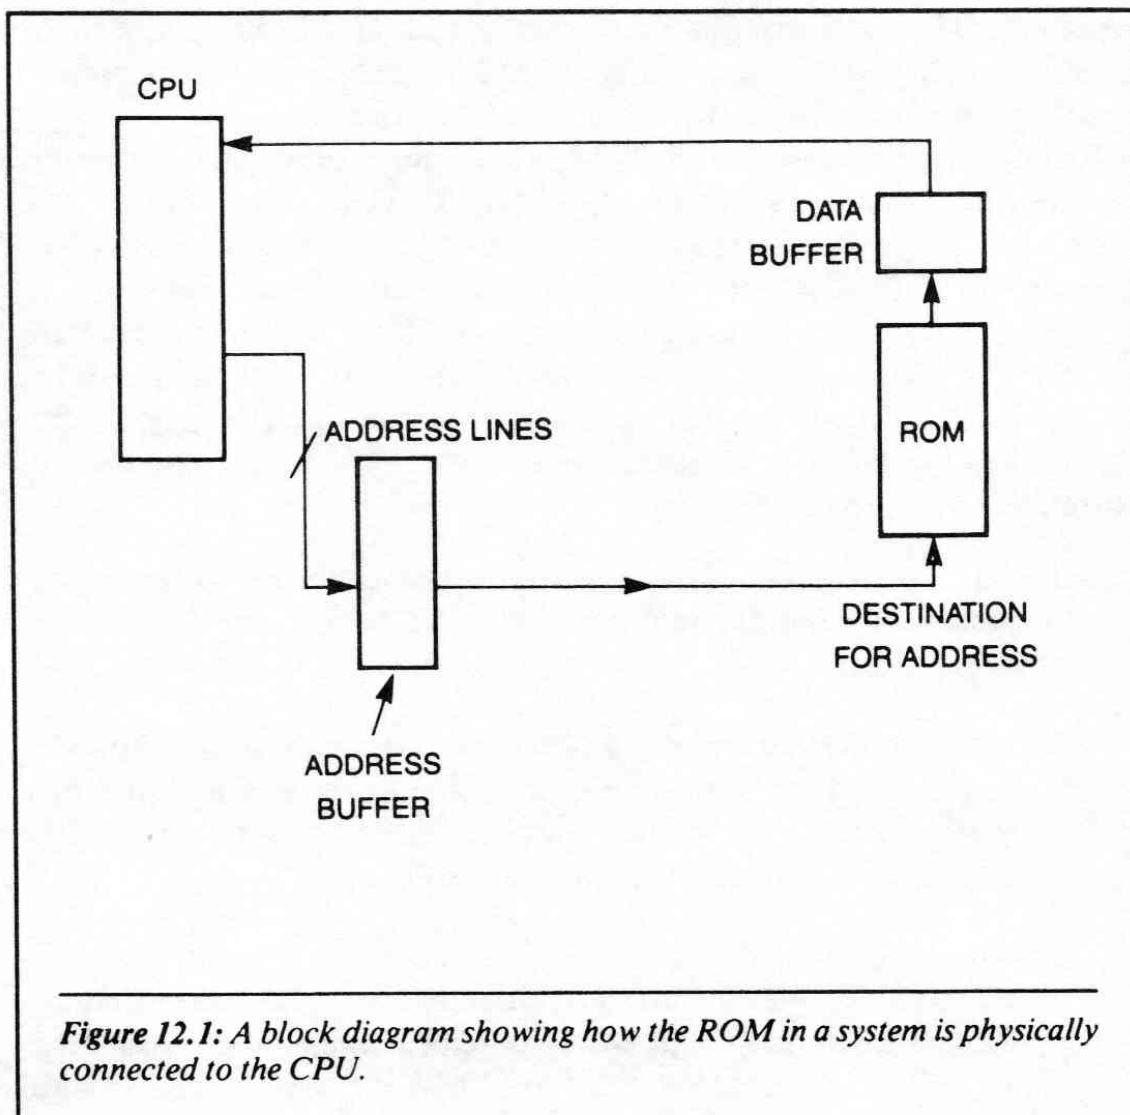 CPU
DATA
BUFFER
ROM
ADDRESS LINES
DESTINATION
FOR ADDRESS
ADDRESS
BUFFER
Figure 12.1: A block diagram showing how the ROM in a system is physically
connected to the CPU.